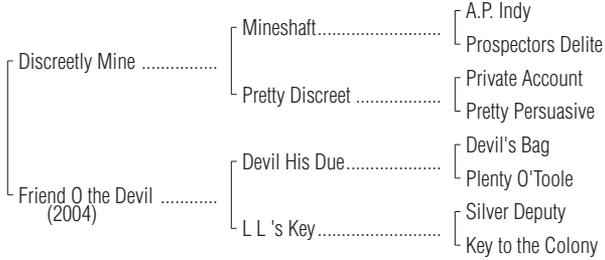 A.P. Indy
Mineshaft........................
Prospectors Delite
Discreetly Mine ...............
Private Account
Pretty Discreet .................
Pretty Persuasive
Devil's Bag
Devil His Due...................
Plenty O'Toole
Friend O the Devil ...........
(2004)
Silver Deputy
L L 's Key.........................
Key to the Colony